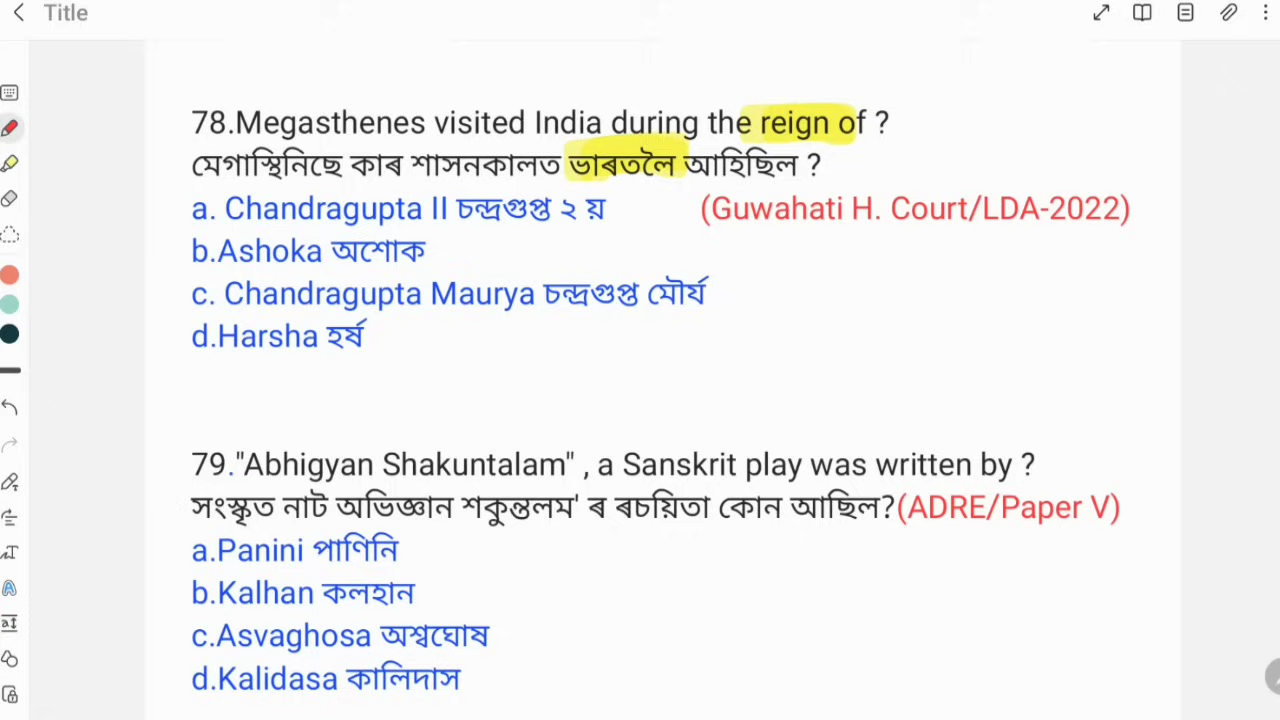 Title
78.Megasthenes visited India during the reign of ?
মেগাস্থিনিছে কাৰ শাসনকালত ভাৰতলৈ আহিছিল ?
a. Chandragupta II চন্দ্ৰগুপ্ত ২ য় (Guwahati H. Court/LDA-2022)
b.Ashoka অশোক
c. Chandragupta Maurya চন্দ্ৰগুপ্ত মৌৰ্য
d.Harsha হৰ্ষ
79."Abhigyan Shakuntalam" , a Sanskrit play was written by ?
সংস্কৃত নাট অভিজ্ঞান শকুন্তলম' ৰ ৰচয়িতা কোন আছিল?(ADRE/Paper V)
a.Panini পাণিনি
b.Kalhan কলহান
c.Asvaghosa অশ্বঘোষ
d.Kalidasa কালিদাস